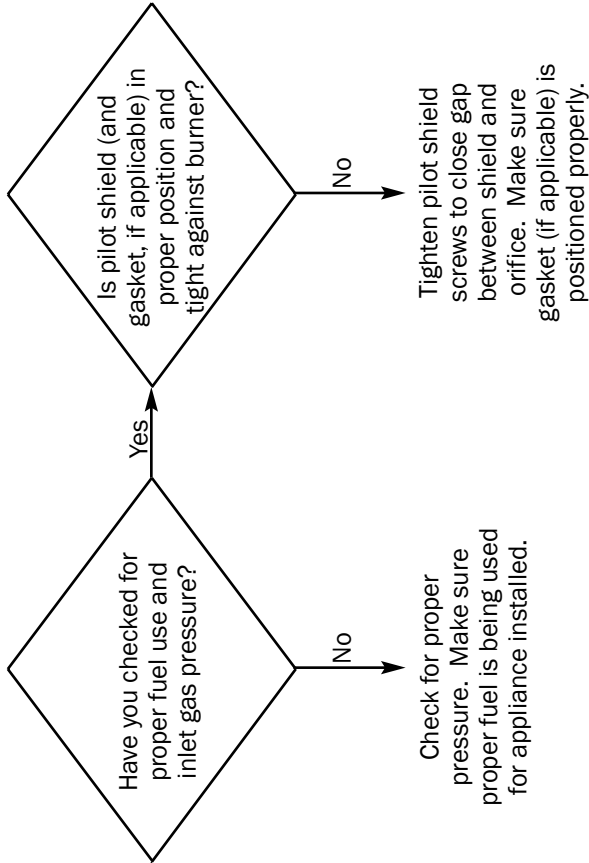 Have you checked for
proper fuel use and
inlet gas pressure?
No
Check for proper
pressure.  Make sure
proper fuel is being used
for appliance installed.
Yes
Is pilot shield (and
gasket, if applicable) in
proper position and
tight against burner?
No
Tighten pilot shield
screws to close gap
between shield and
orifice.  Make sure
gasket (if applicable) is
positioned properly.